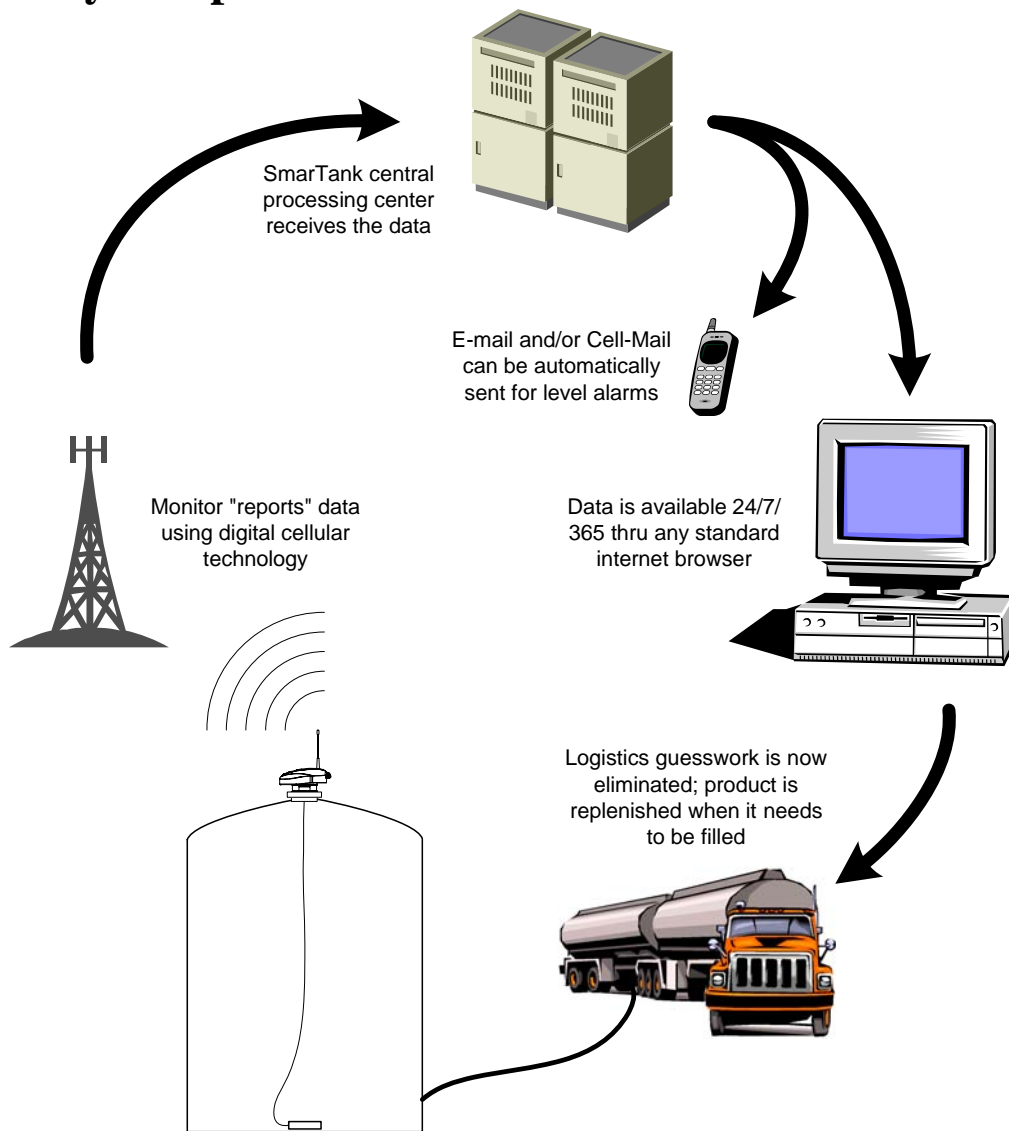 SmarTank central
processing center
receives the data
E-mail and/or Cell-Mail
can be automatically
sent for level alarms
Monitor "reports" data
using digital cellular
technology
Data is available 24/7/
365 thru any standard
internet browser
Logistics guesswork is now
eliminated; product is
replenished when it needs
to be filled